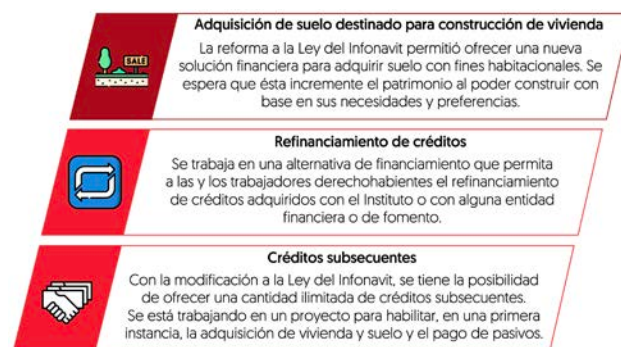 Adquisición de suelo destinado para construcción de vivienda
SALE
La reforma a la Ley del Infonavit permitió ofrecer una nueva
solución financiera para adquirir suelo con fines habitacionales. Se
espera que ésta incremente el patrimonio al poder construir con
base en sus necesidades y preferencias.
Refinanciamiento de créditos
Se trabaja en una alternativa de financiamiento que permita
a las y los trabajadores derechohabientes el refinanciamiento
de créditos adquiridos con el Instituto o con alguna entidad
financiera o de fomento.
Créditos subsecuentes
Con la modificación a la Ley del Infonavit, se tiene la posibilidad
de ofrecer una cantidad ilimitada de créditos subsecuentes.
Se está trabajando en un proyecto para habilitar, en una primera
instancia, la adquisición de vivienda y suelo y el pago de pasivos.